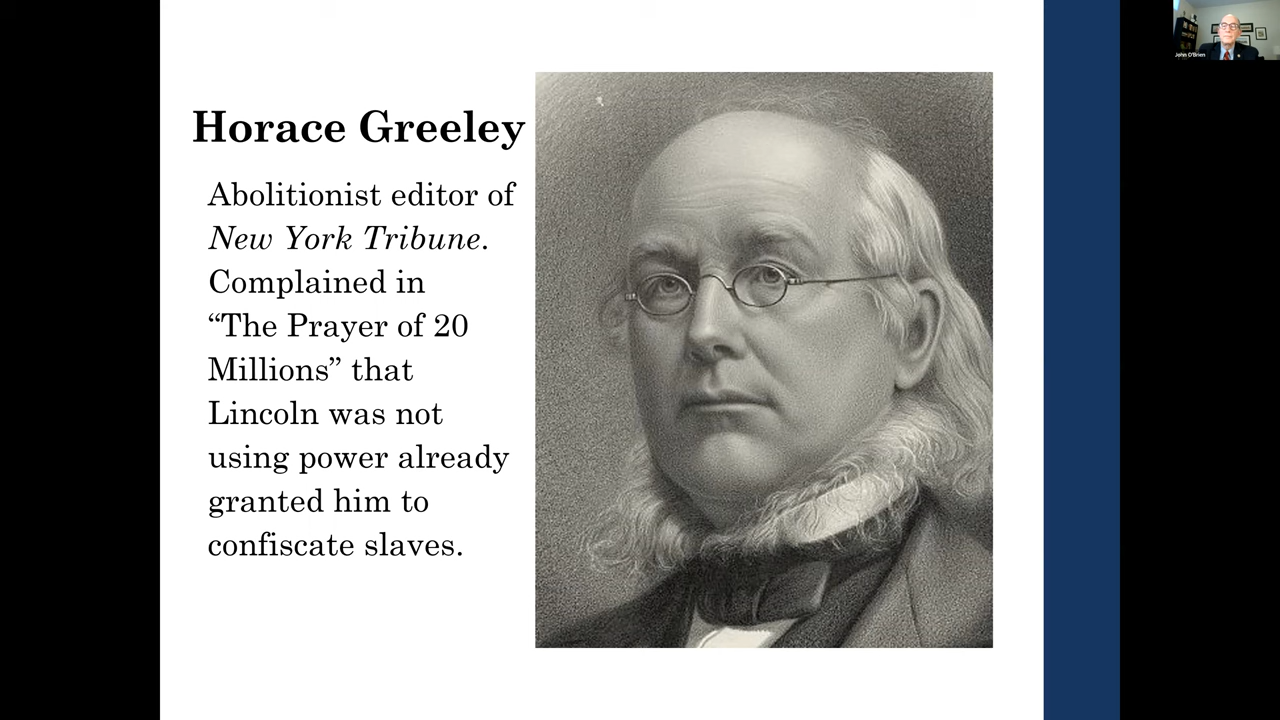 Horace Greeley
Abolitionist editor of
New York Tribune.
Complained in
“The Prayer of 20
Millions” that
Lincoln was not
using power already
granted him to
confiscate slaves.
John O'Brien